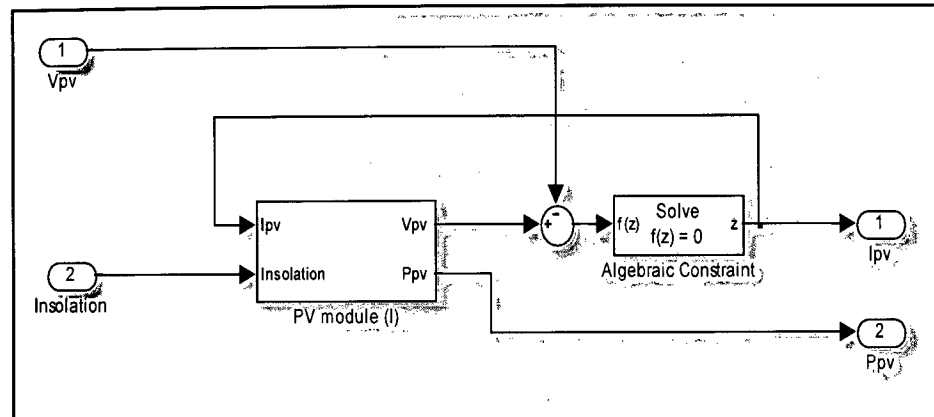 1
Vpv
Ipv
Vpv
Insolation
Ppv
PV module (I)
2
Insolation
+
-
f(z)
Solve
f(z) = 0
z
Algebraic Constraint
1
Ipv
2
Ppv